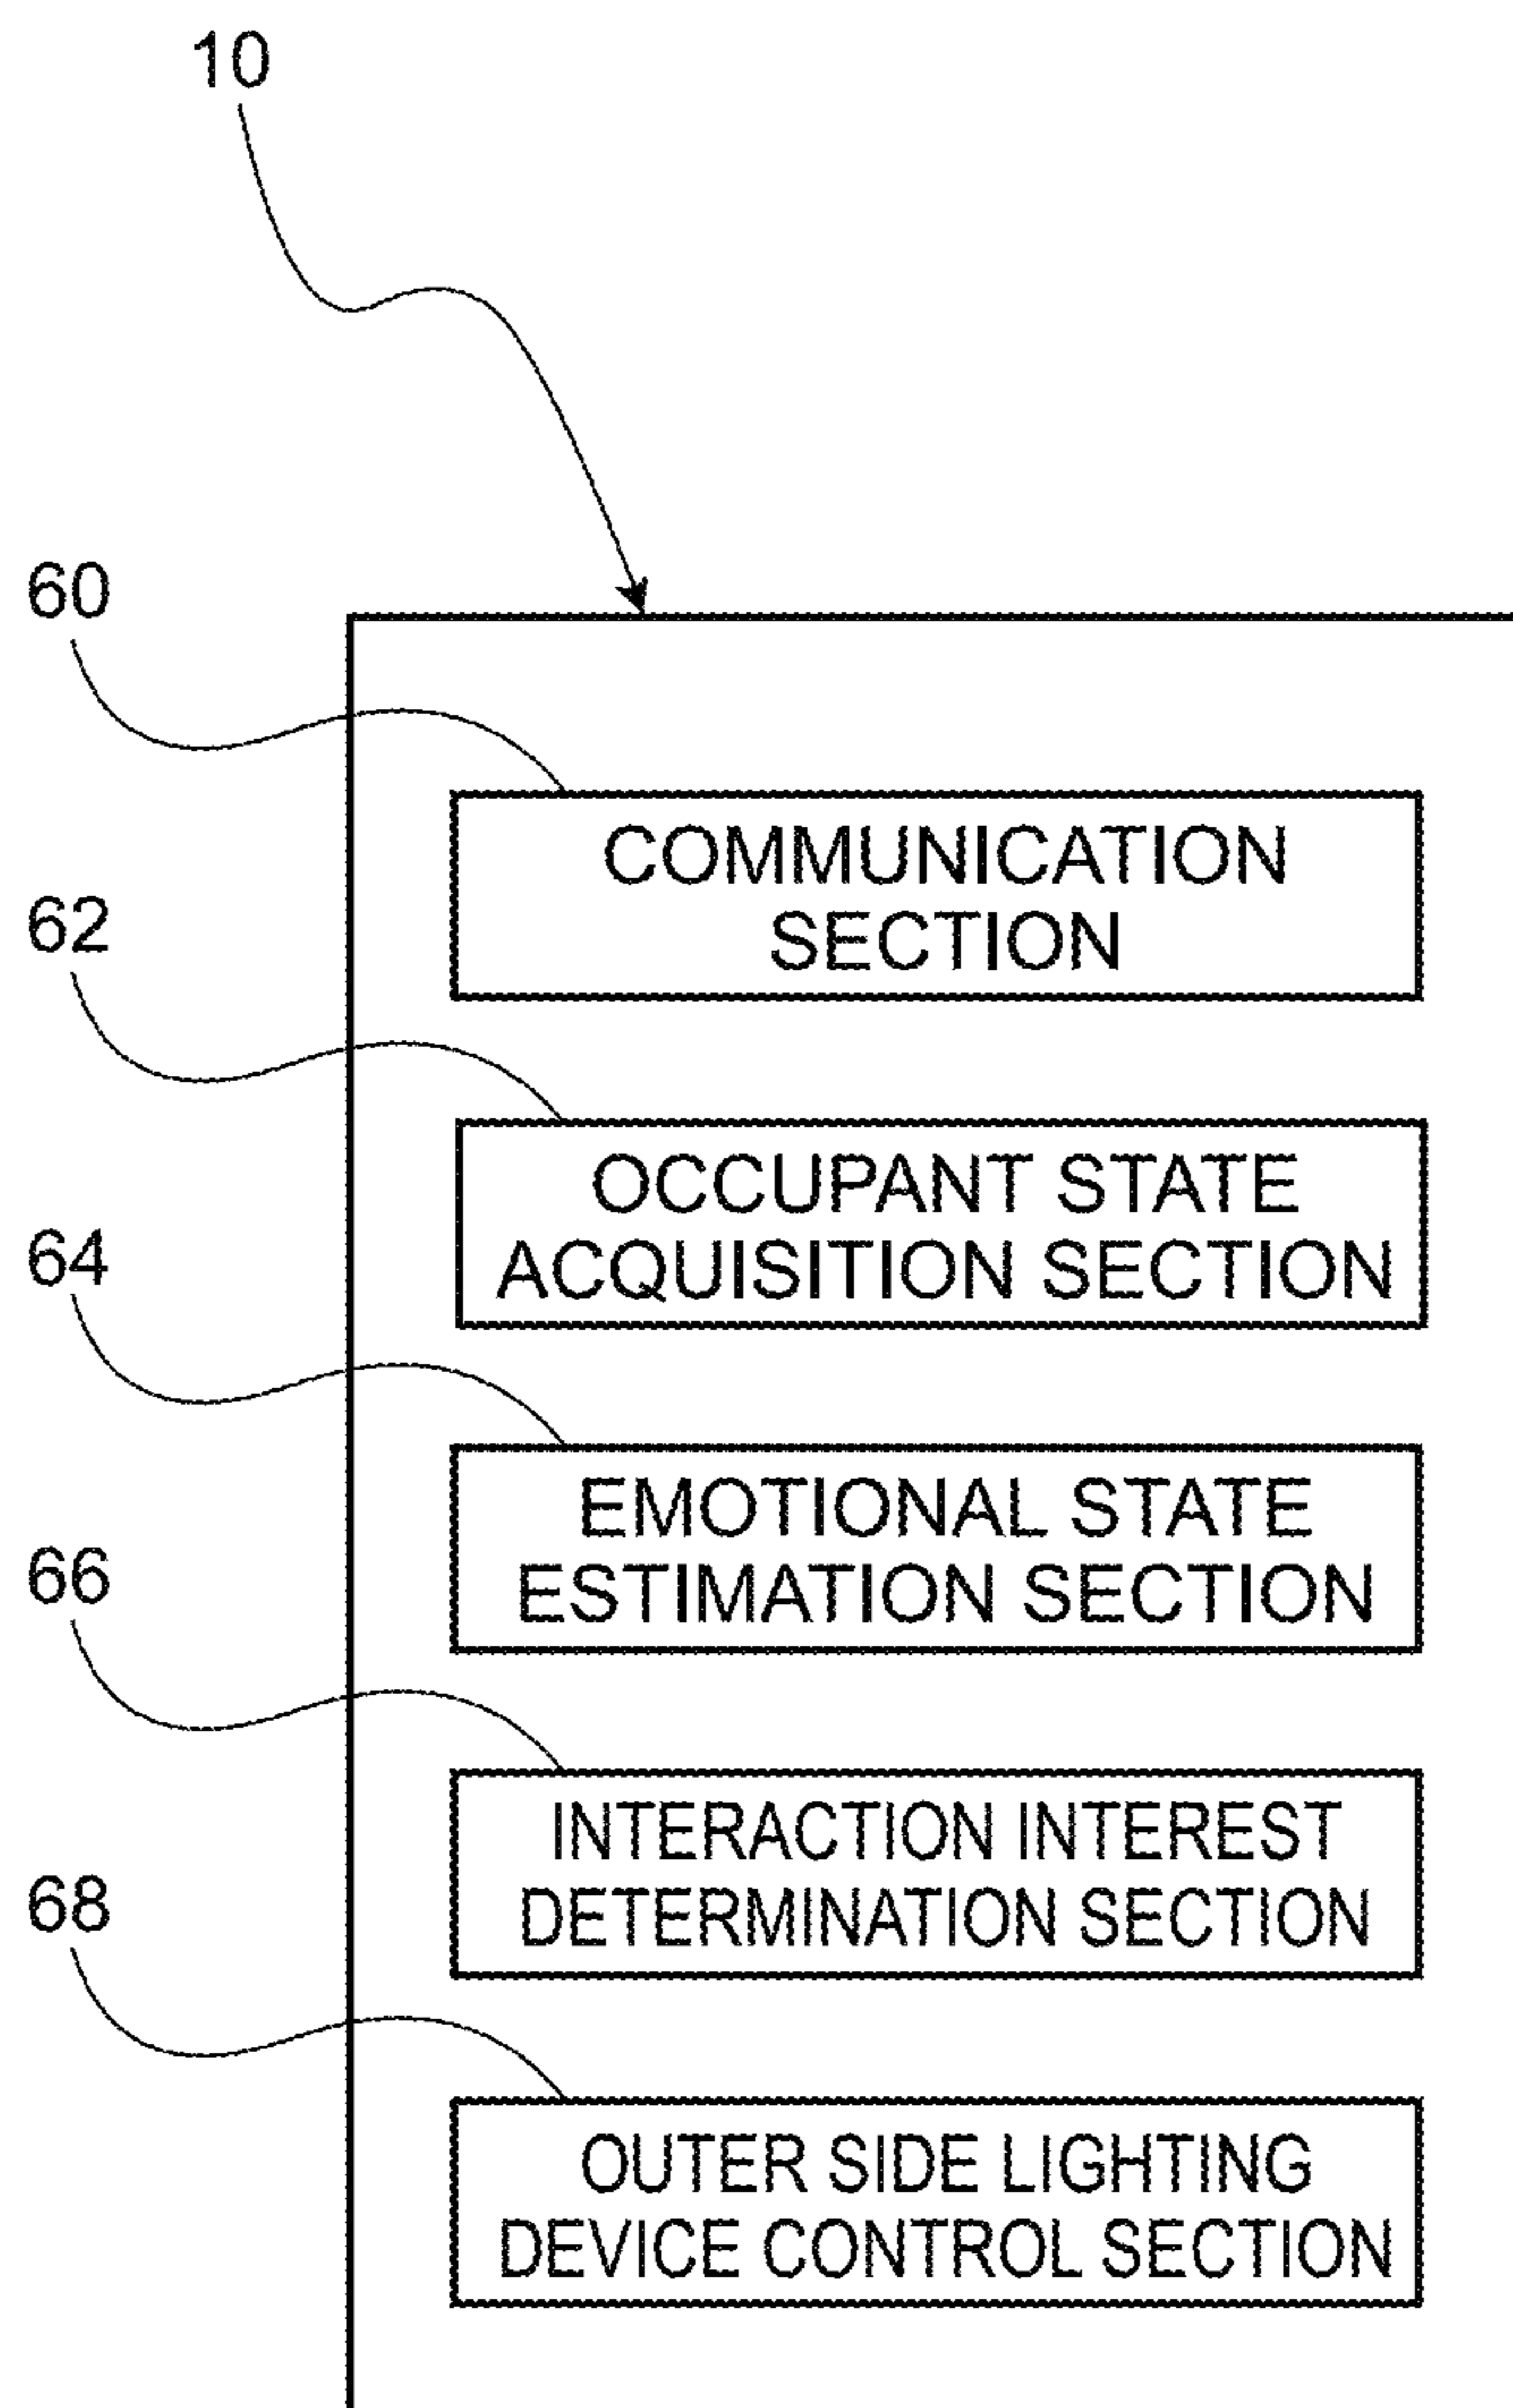 10
60
COMMUNICATION
SECTION
62
OCCUPANT STATE
ACQUISITION SECTION
64
EMOTIONAL STATE
ESTIMATION SECTION
66
INTERACTION INTEREST
DETERMINATION SECTION
68
OUTER SIDE LIGHTING
DEVICE CONTROL SECTION